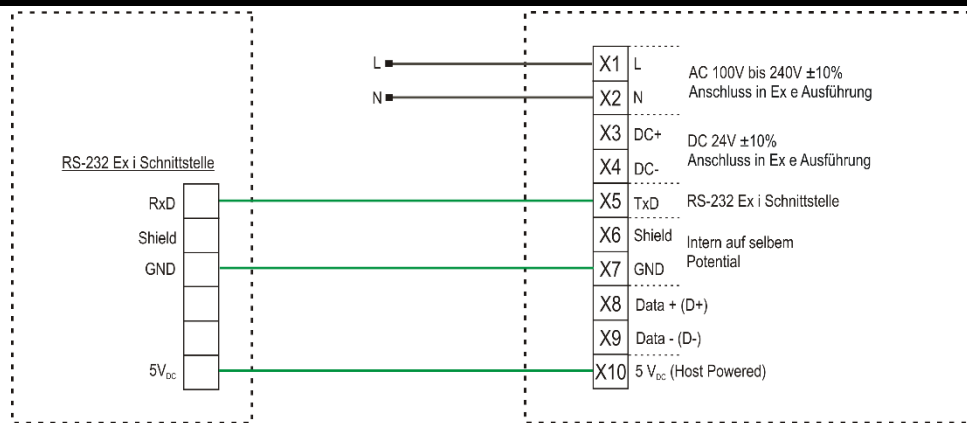 RS-232 Ex i Schnittstelle
RxD
Shield
GND
5V_DC
L
N
X1 L
X2 N
AC 100V bis 240V ±10%
Anschluss in Ex e Ausführung
X3 DC+
X4 DC-
DC 24V ±10%
Anschluss in Ex e Ausführung
X5 TxD RS-232 Ex i Schnittstelle
X6 Shield
X7 GND
Intern auf selbem
Potential
X8 Data + (D+)
X9 Data - (D-)
X10 5 V_DC (Host Powered)